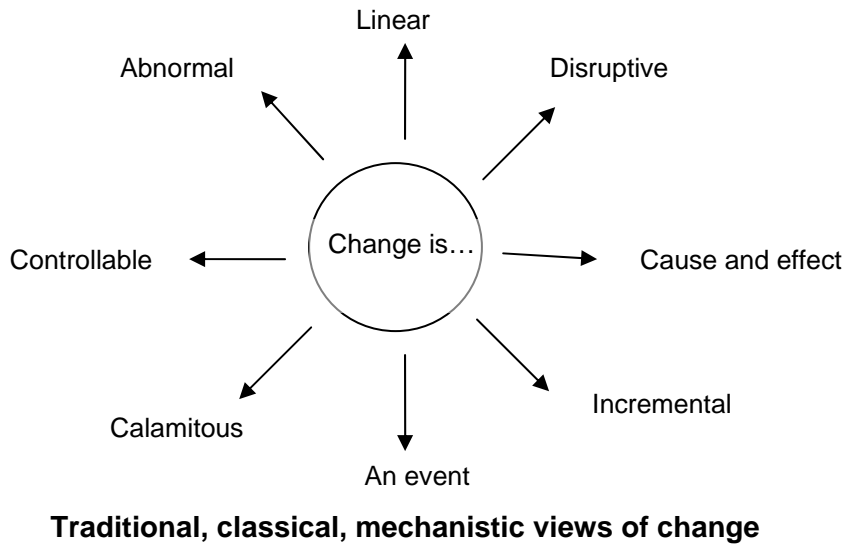 Linear
Abnormal
Disruptive
Change is…
Controllable
Cause and effect
Incremental
Calamitous
An event
Traditional, classical, mechanistic views of change